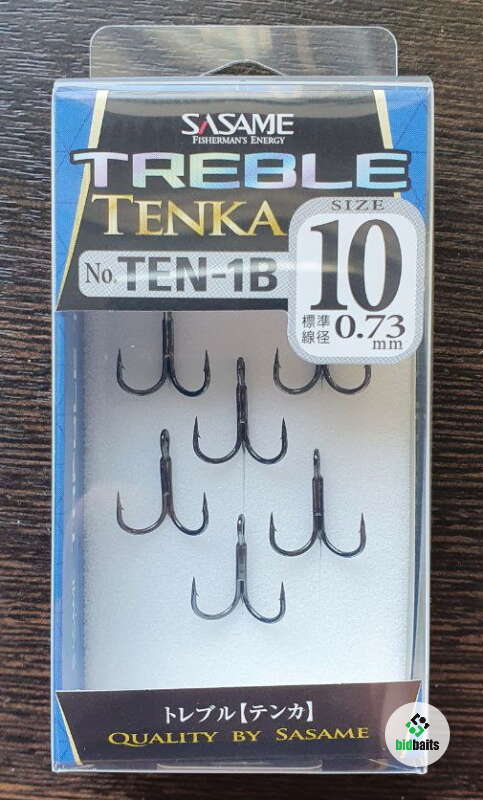 SASAME
FISHERMAN'S ENERGY
TREBLE
TENKA
No. TEN-1B
SIZE
10
標準
線径 0.73
mm
トレブル【テンカ】
QUALITY BY SASAME
bidbaits